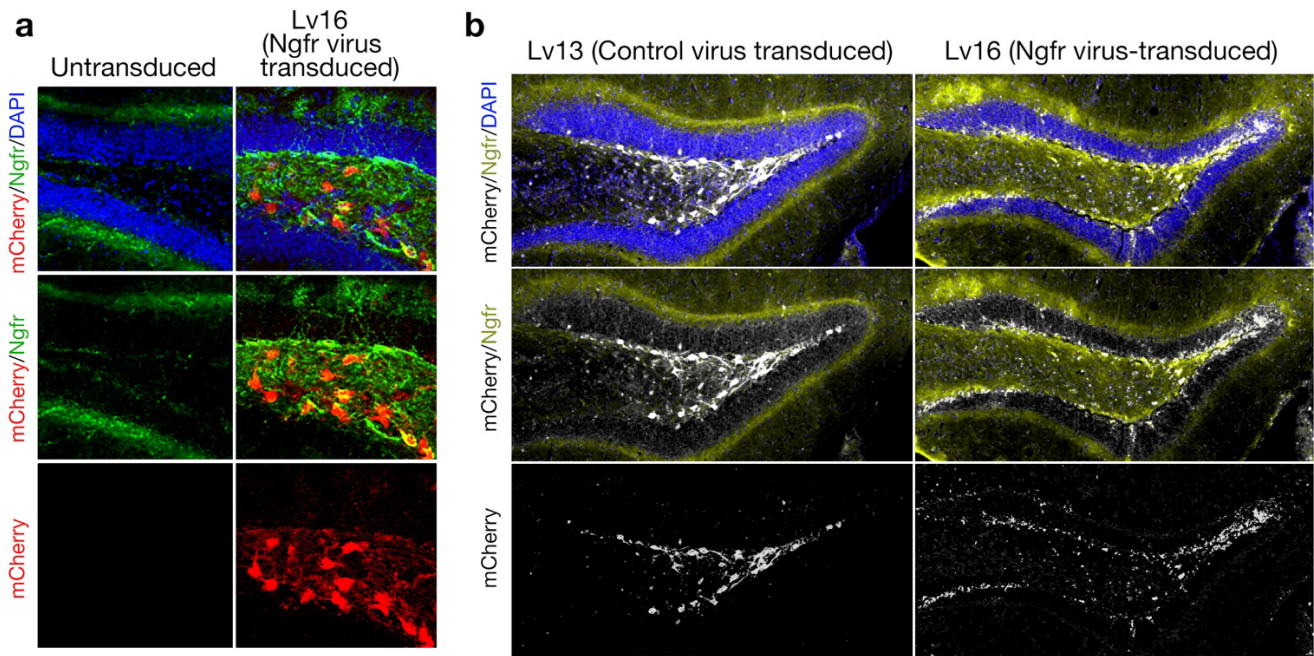 a
Untransduced
Lv16
(Ngfr virus
transduced)
mCherry/Ngfr/DAPI
mCherry/Ngfr
mCherry
b
Lv13 (Control virus transduced)
Lv16 (Ngfr virus-transduced)
mCherry/Ngfr/DAPI
mCherry/Ngfr
mCherry